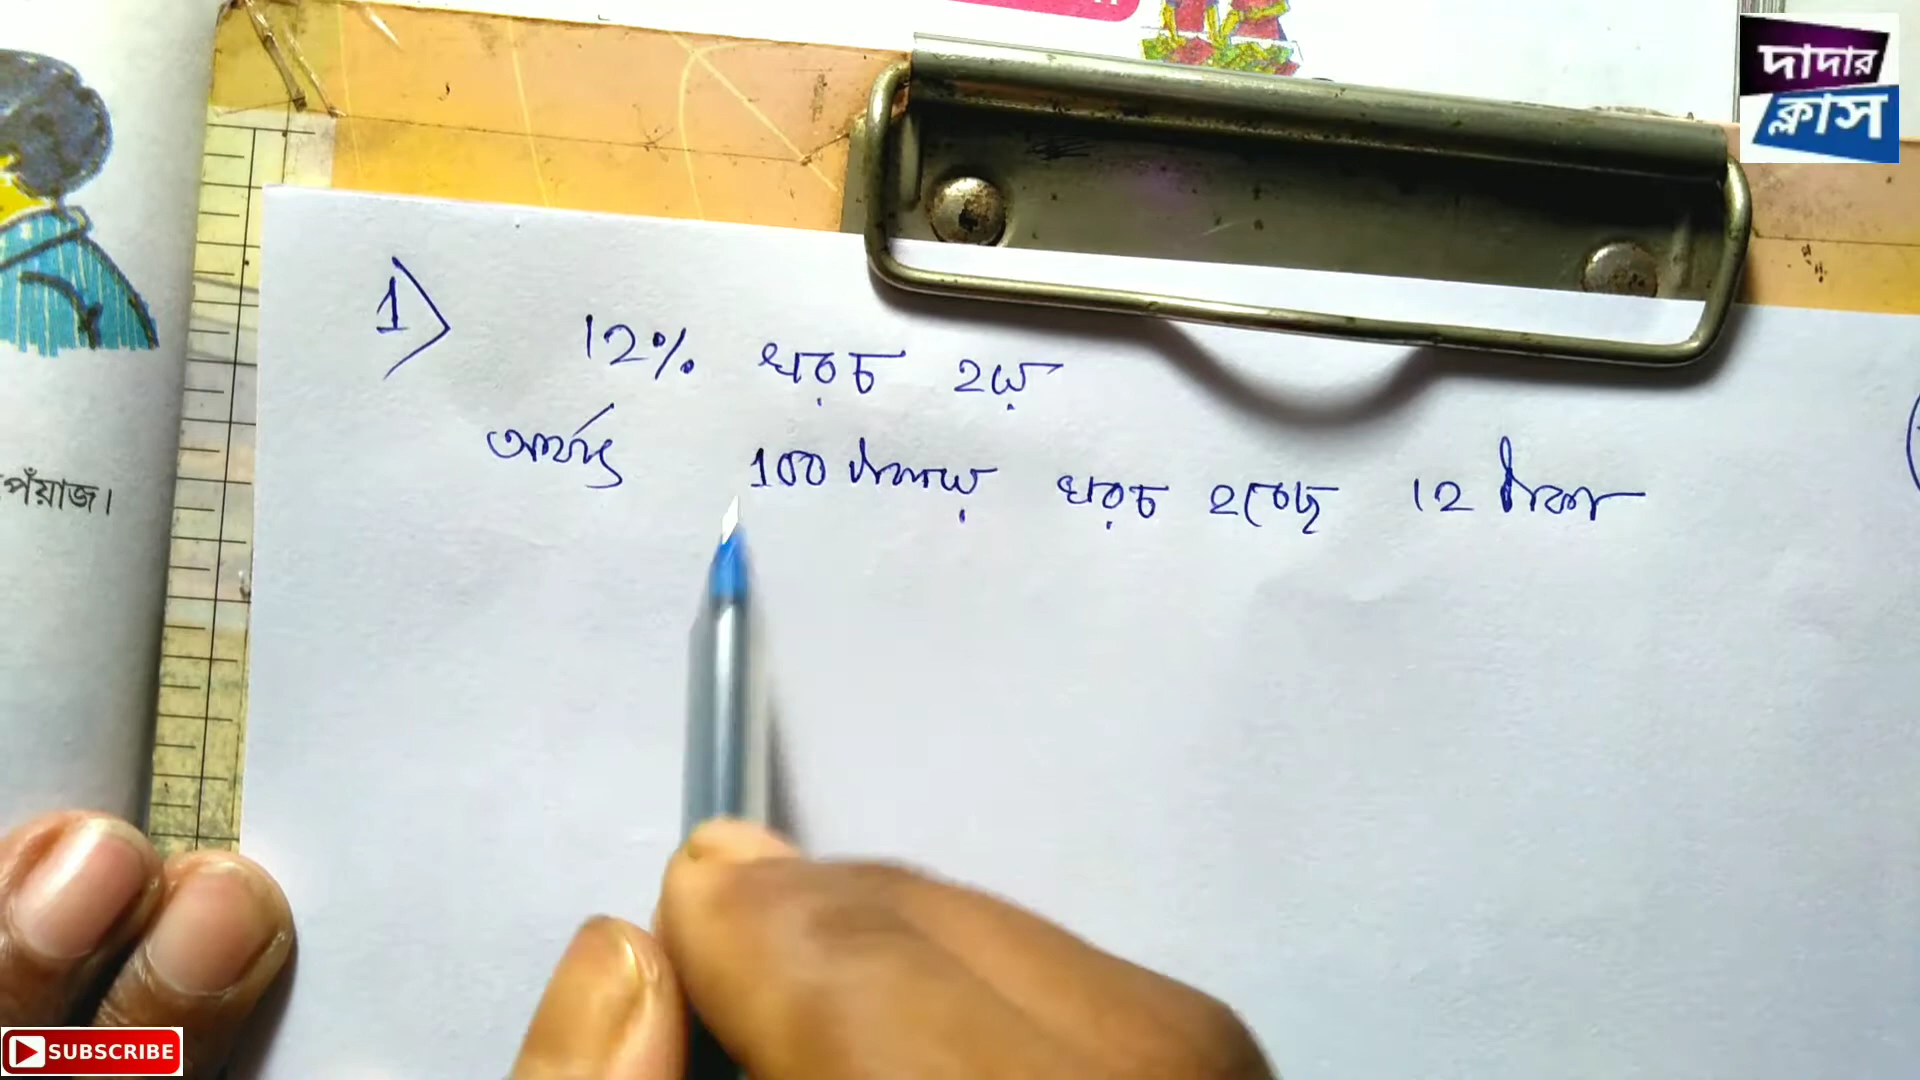 দাদার
ক্লাস
1>
12% খরচ হয়
অর্থাৎ 100 টাকায় খরচ হচ্ছে 12 টাকা
পেঁয়াজ।
SUBSCRIBE